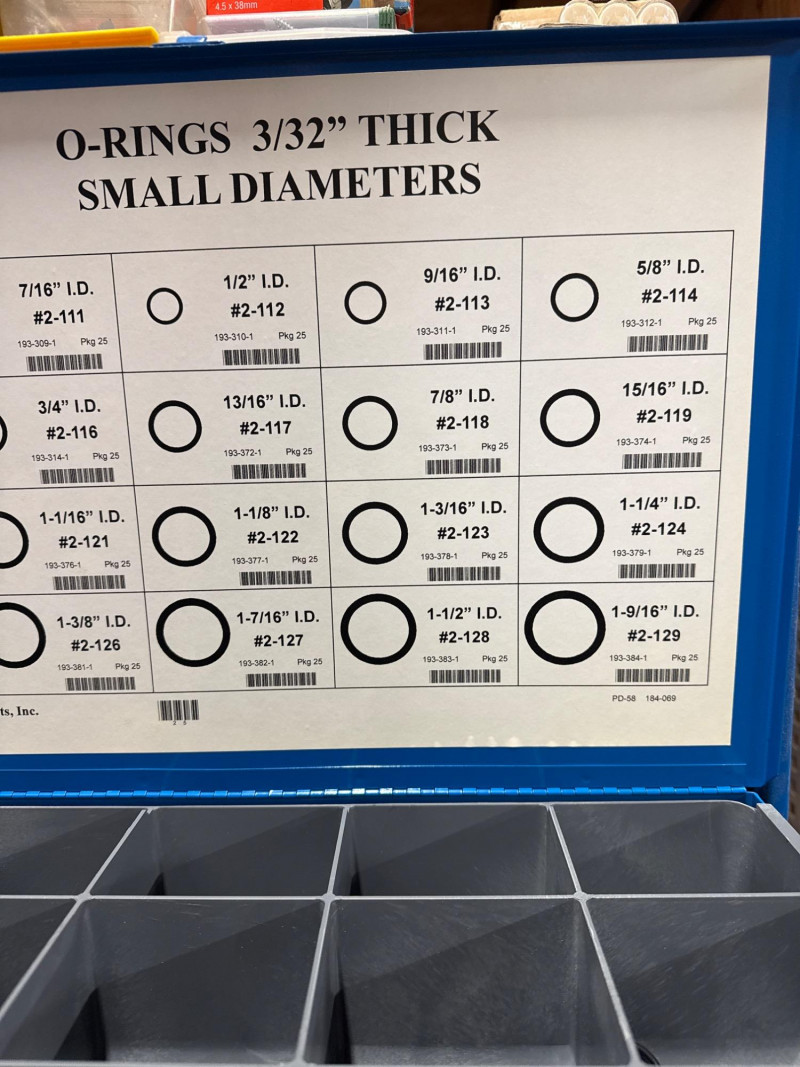 4.5 x 38mm
O-RINGS 3/32” THICK
SMALL DIAMETERS
7/16” I.D.
#2-111
193-309-1 Pkg 25
1/2” I.D.
#2-112
193-310-1 Pkg 25
9/16” I.D.
#2-113
193-311-1 Pkg 25
5/8” I.D.
#2-114
193-312-1 Pkg 25
3/4” I.D.
#2-116
193-314-1 Pkg 25
13/16” I.D.
#2-117
193-372-1 Pkg 25
7/8” I.D.
#2-118
193-373-1 Pkg 25
15/16” I.D.
#2-119
193-374-1 Pkg 25
1-1/16” I.D.
#2-121
193-376-1 Pkg 25
1-1/8” I.D.
#2-122
193-377-1 Pkg 25
1-3/16” I.D.
#2-123
193-378-1 Pkg 25
1-1/4” I.D.
#2-124
193-379-1 Pkg 25
1-3/8” I.D.
#2-126
193-381-1 Pkg 25
1-7/16” I.D.
#2-127
193-382-1 Pkg 25
1-1/2” I.D.
#2-128
193-383-1 Pkg 25
1-9/16” I.D.
#2-129
193-384-1 Pkg 25
ts, Inc.
PD-58 184-069